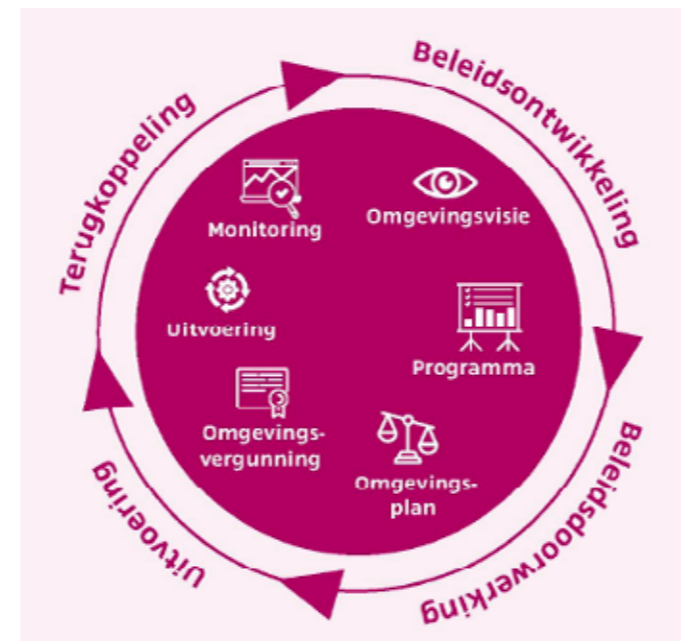 Beleidsontwikkeling
Terugkoppeling
Monitoring
Omgevingsvisie
Uitvoering
Programma
Omgevings-
vergunning
Omgevings-
plan
Beleidsdoorwerking
Uitvoering